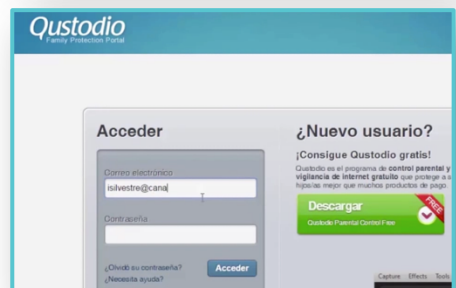 Qustodio
Family Protection Portal
Acceder
Correo electrónico
isilvestre@cana
Contraseña
¿Olvidó su contraseña?
Acceder
¿Necesita ayuda?
¿Nuevo usuario?
¡Consigue Qustodio gratis!
Qustodio es el programa de control parental y
vigilancia de Internet gratuito que protege a s
hijos/as mejor que muchos productos de pago.
Descargar
Qustodio Parental Control Free
FREE
Capture Effects Tools